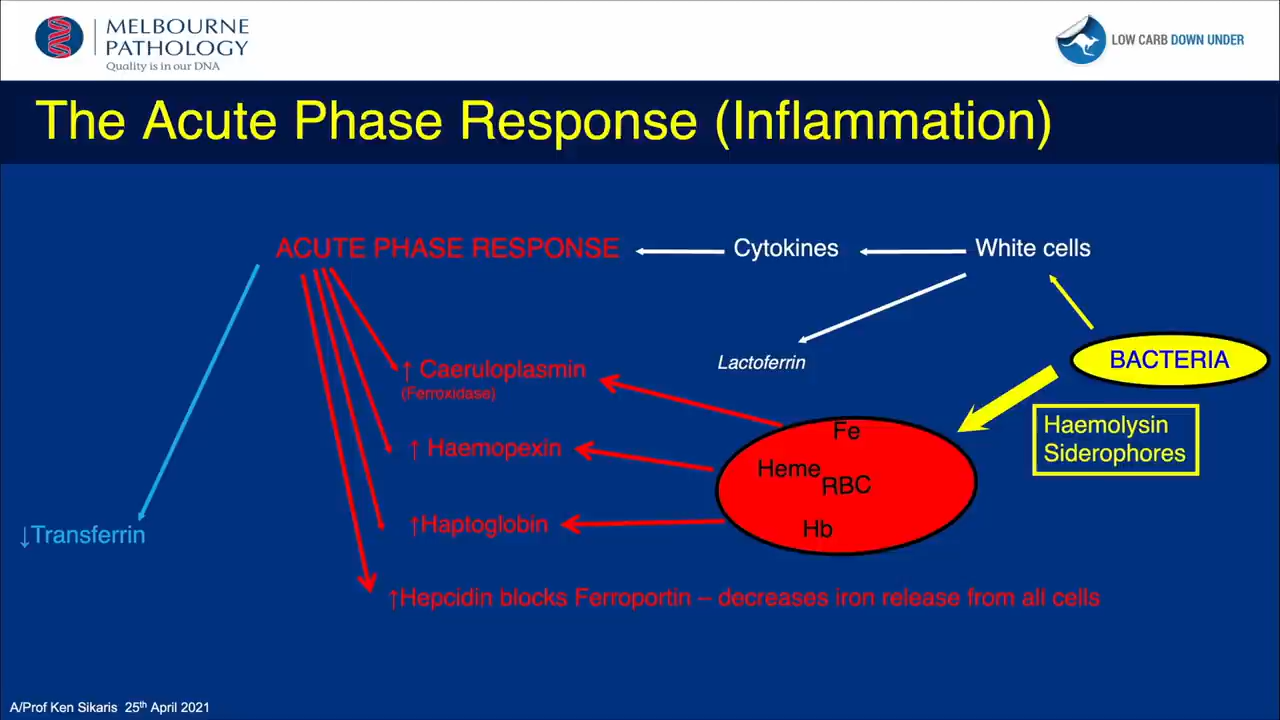 MELBOURNE
PATHOLOGY
Quality is in our DNA
LOW CARB DOWN UNDER
The Acute Phase Response (Inflammation)
ACUTE PHASE RESPONSE
Cytokines
White cells
BACTERIA
Lactoferrin
↑ Caeruloplasmin
(Ferroxidase)
Haemolysin
Siderophores
Fe
↑ Haemopexin
Heme
RBC
↑Haptoglobin
Hb
↓Transferrin
↑Hepcidin blocks Ferroportin – decreases iron release from all cells
A/Prof Ken Sikaris 25th April 2021